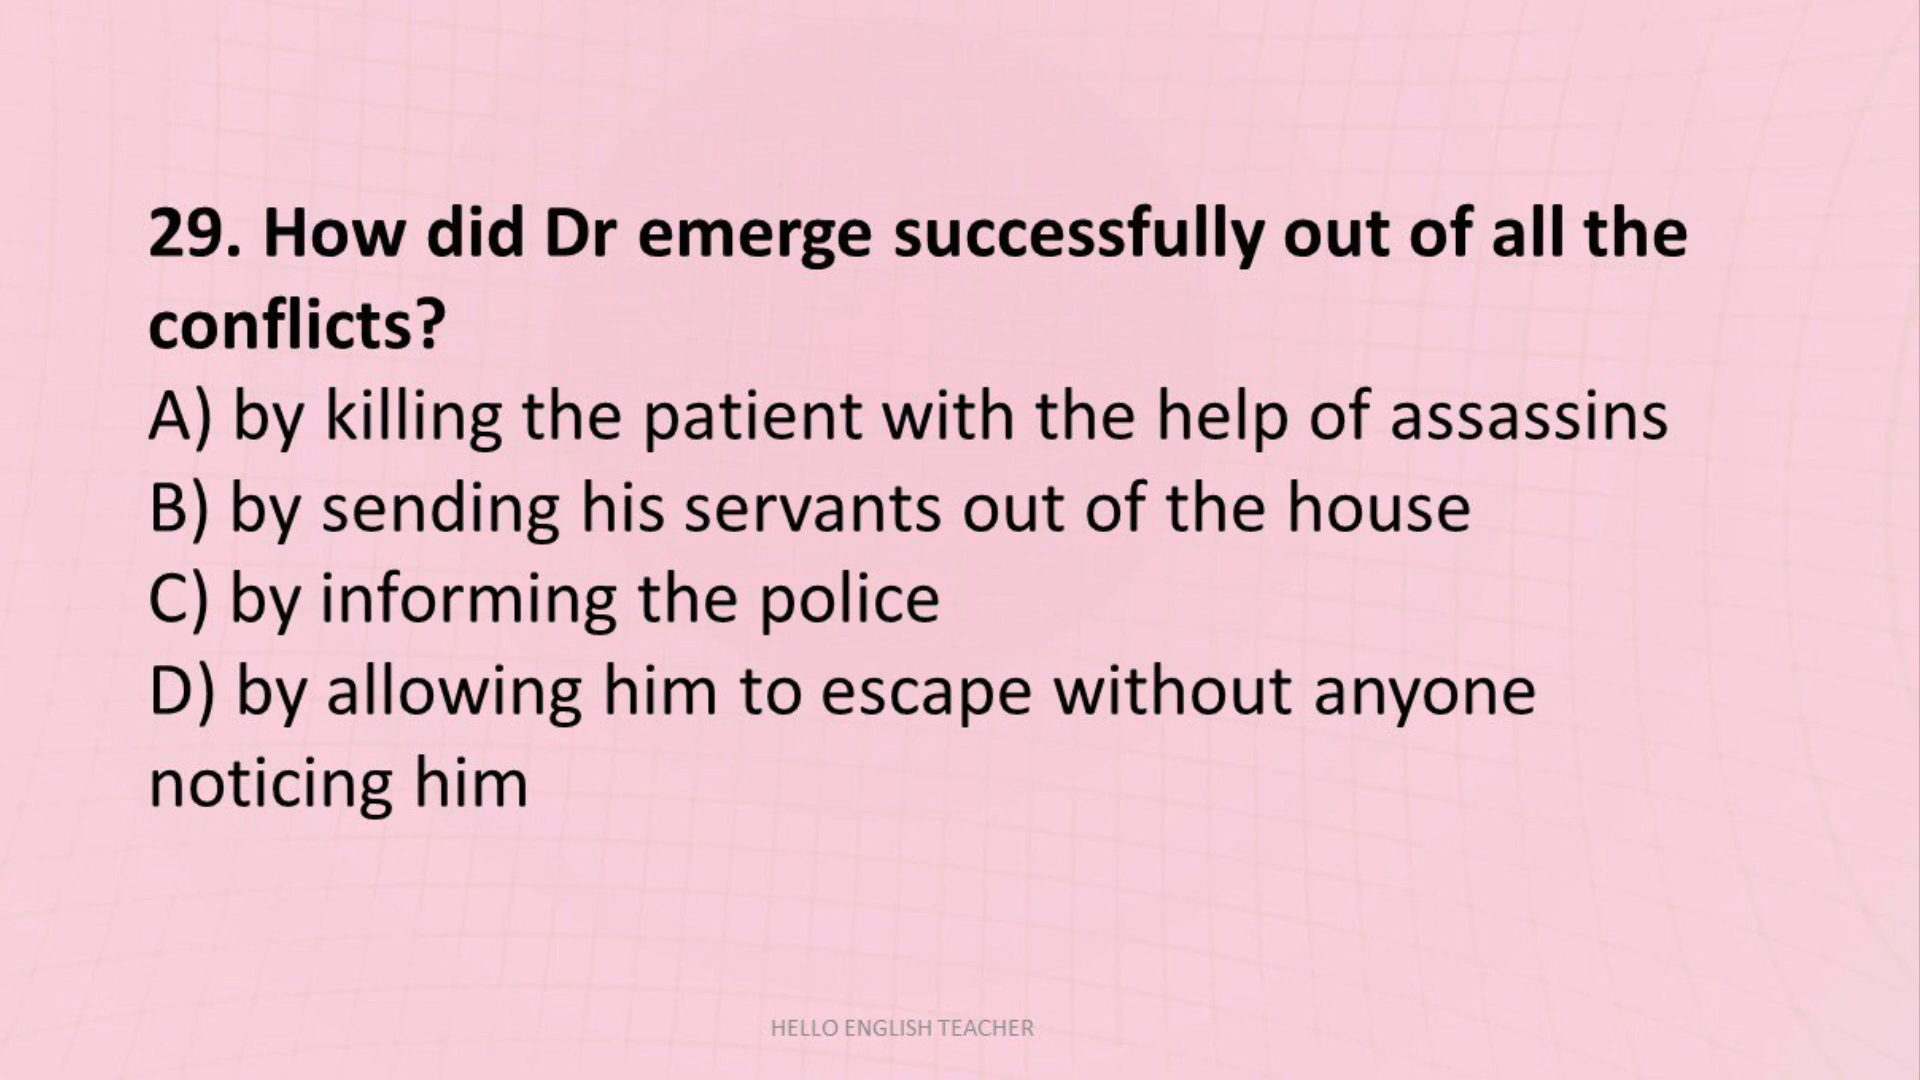 29. How did Dr emerge successfully out of all the
conflicts?
A) by killing the patient with the help of assassins
B) by sending his servants out of the house
C) by informing the police
D) by allowing him to escape without anyone
noticing him
HELLO ENGLISH TEACHER